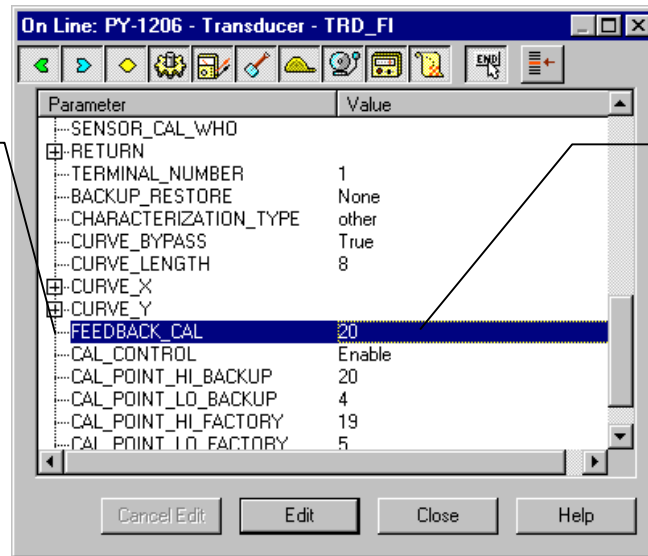 On Line: PY-1206 - Transducer - TRD_FI
END
Parameter Value
SENSOR_CAL_WHO
RETURN
TERMINAL_NUMBER 1
BACKUP_RESTORE None
CHARACTERIZATION_TYPE other
CURVE_BYPASS True
CURVE_LENGTH 8
CURVE_X
CURVE_Y
FEEDBACK_CAL 20
CAL_CONTROL Enable
CAL_POINT_HI_BACKUP 20
CAL_POINT_LO_BACKUP 4
CAL_POINT_HI_FACTORY 19
CAL_POINT_LO_FACTORY 5
Cancel Edit Edit Close Help